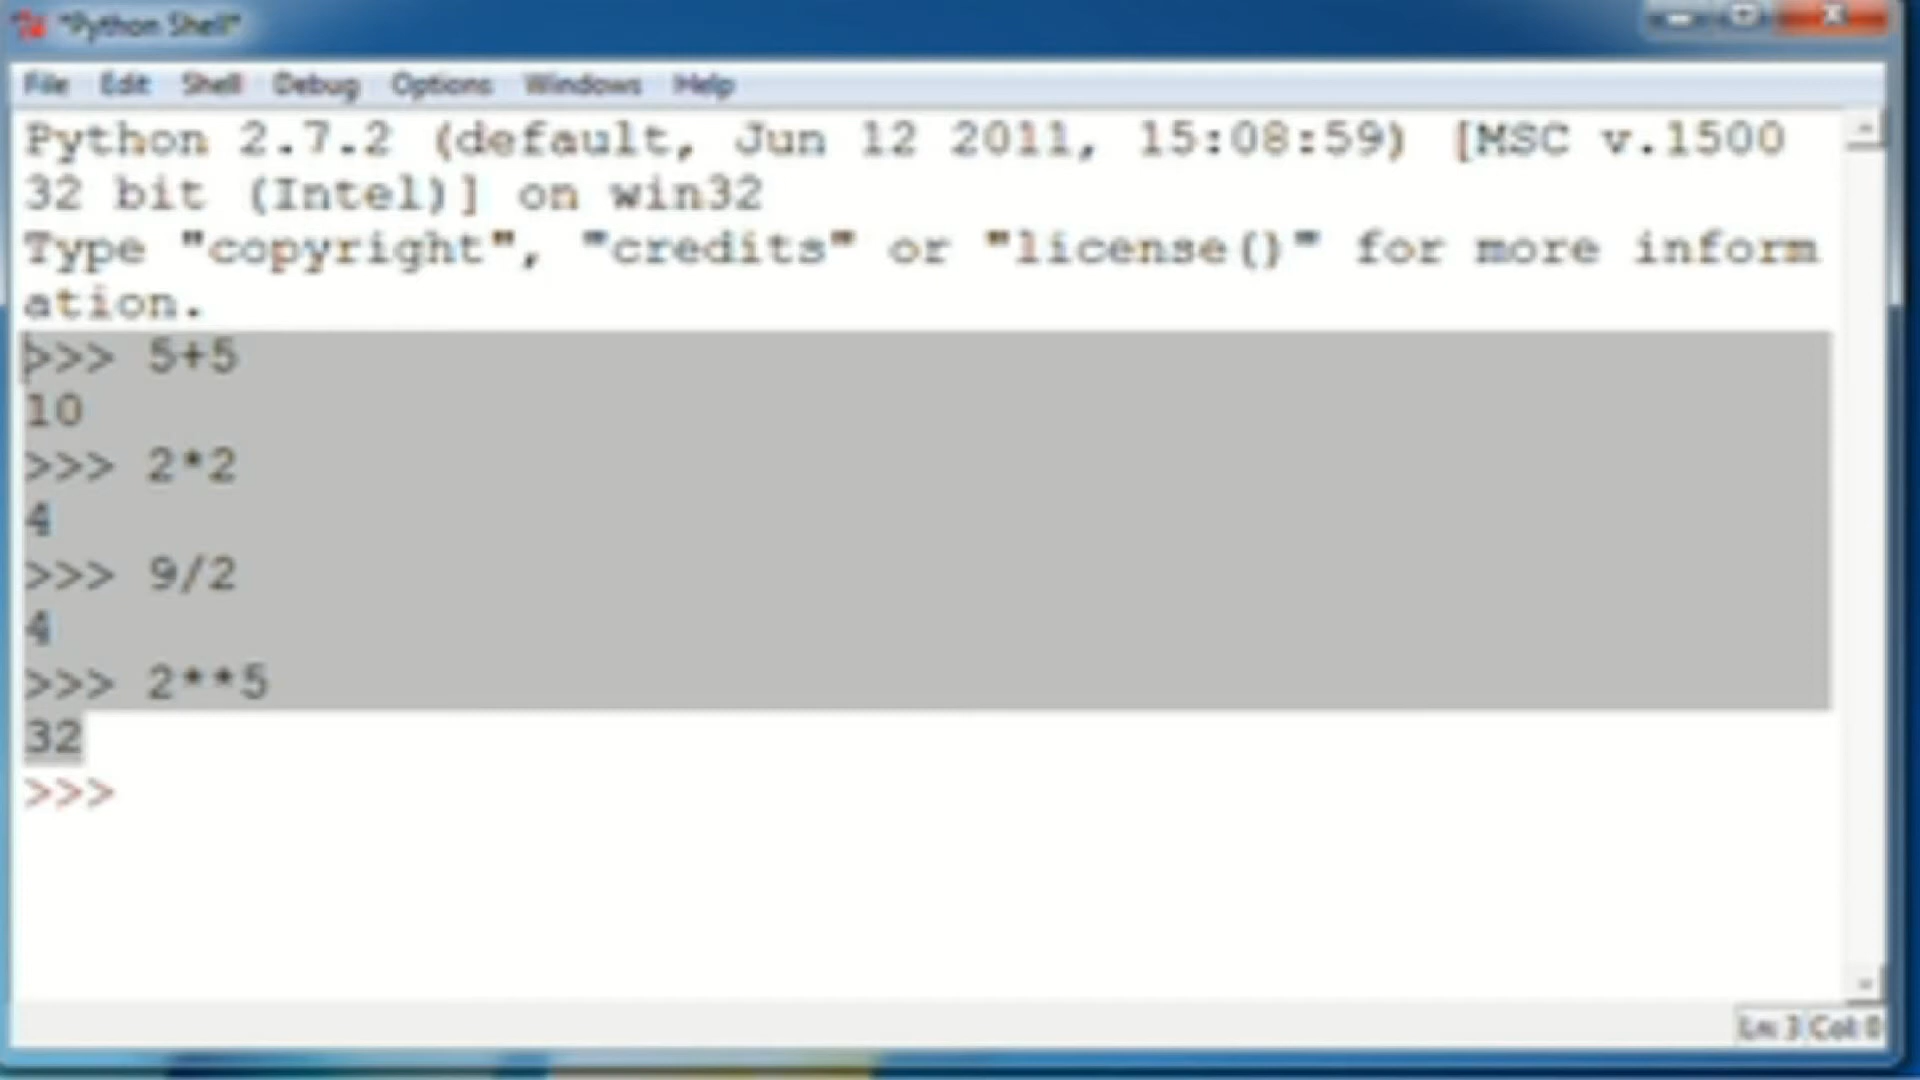 *Python Shell*
File Edit Shell Debug Options Windows Help
Python 2.7.2 (default, Jun 12 2011, 15:08:59) [MSC v.1500
32 bit (Intel)] on win32
Type "copyright", "credits" or "license()" for more inform
ation.
>>> 5+5
10
>>> 2*2
4
>>> 9/2
4
>>> 2**5
32
>>>
Ln: 3 Col: 0